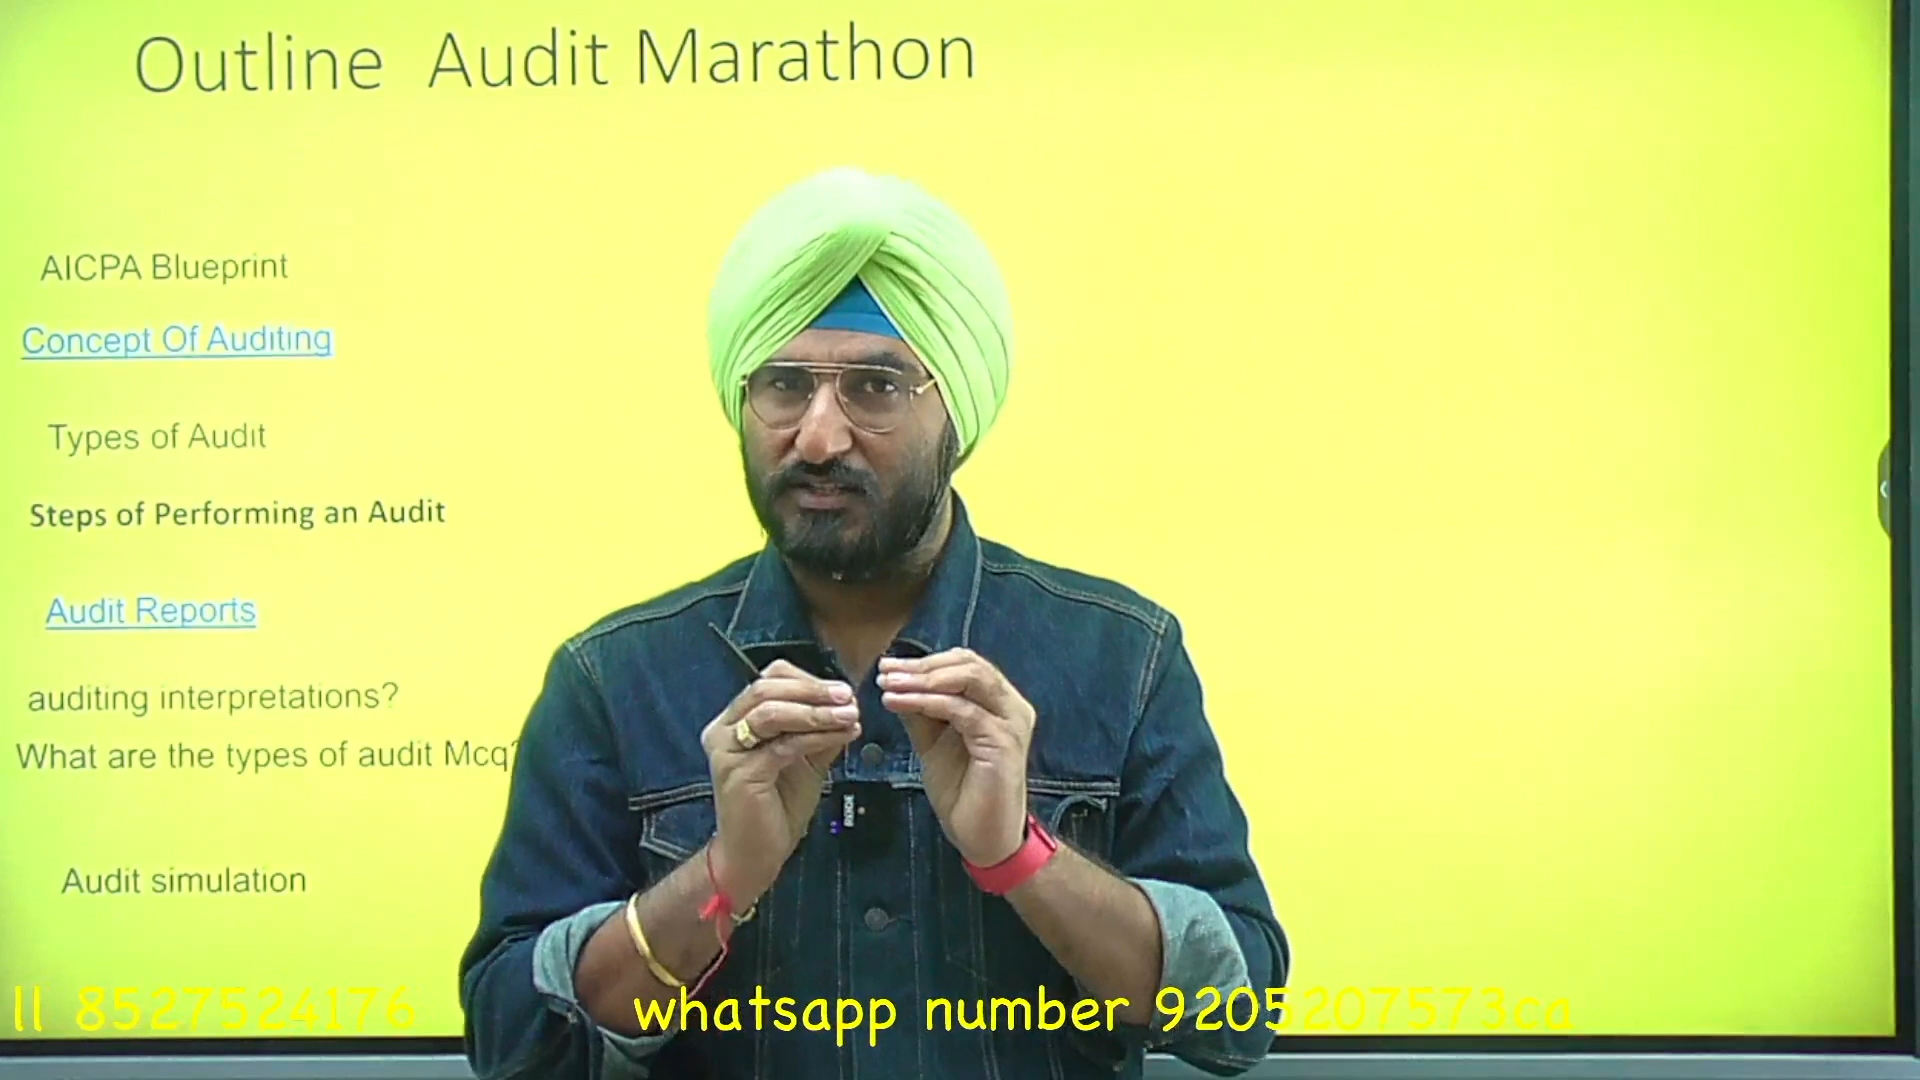 Outline Audit Marathon
AICPA Blueprint
Concept Of Auditing
Types of Audit
Steps of Performing an Audit
Audit Reports
auditing interpretations?
What are the types of audit Mcq?
Audit simulation
RODE
ll 8527524176 whatsapp number 9205207573ca